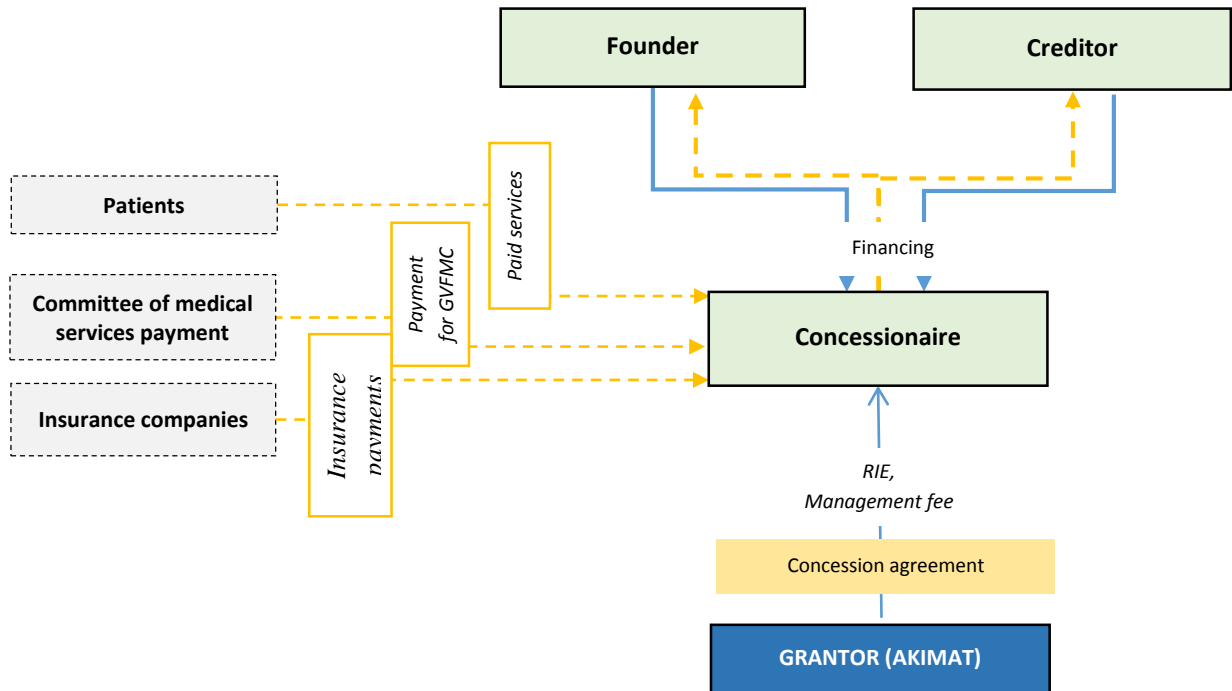 Founder
Creditor
Patients
Paid services
Committee of medical
services payment
Payment
for GVFMC
Financing
Concessionaire
Insurance companies
Insurance
payments
RIE,
Management fee
Concession agreement
GRANTOR (AKIMAT)